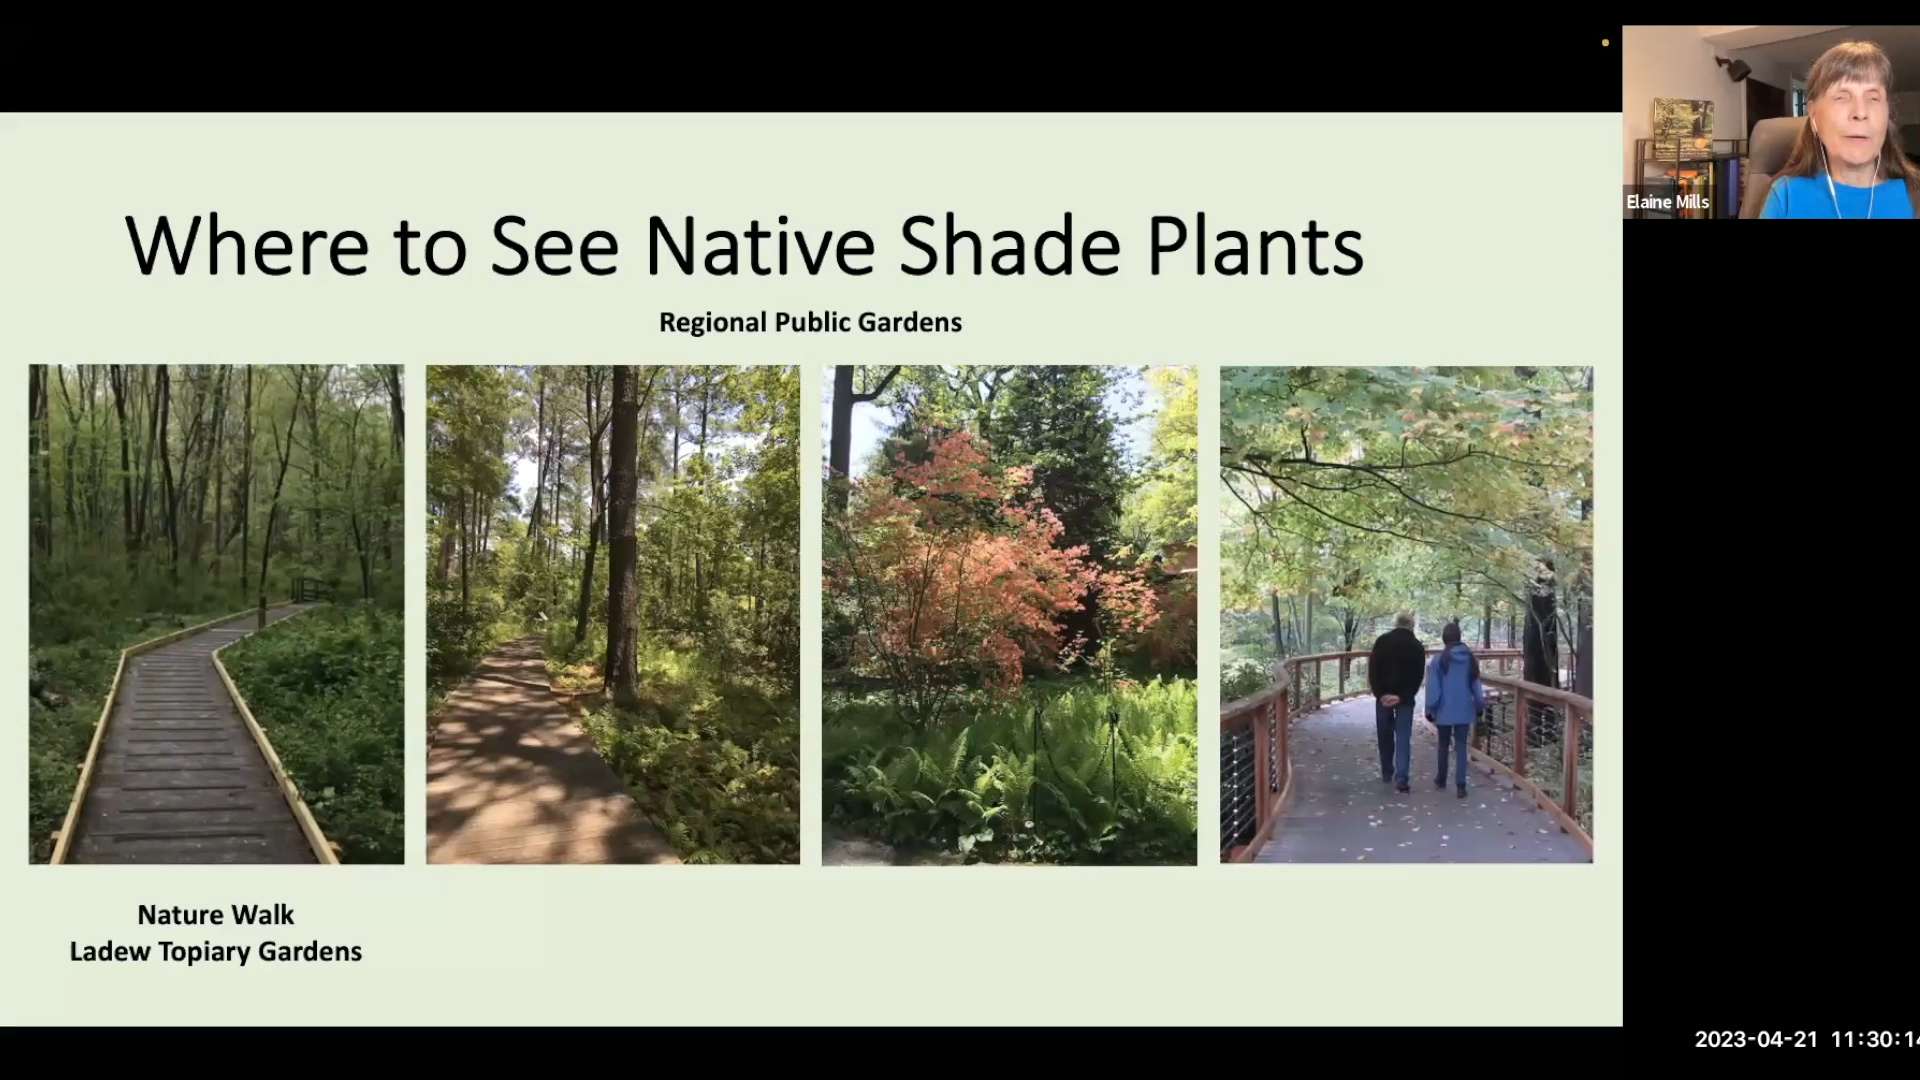 Elaine Mills
Where to See Native Shade Plants
Regional Public Gardens
Nature Walk
Ladew Topiary Gardens
2023-04-21 11:30:14